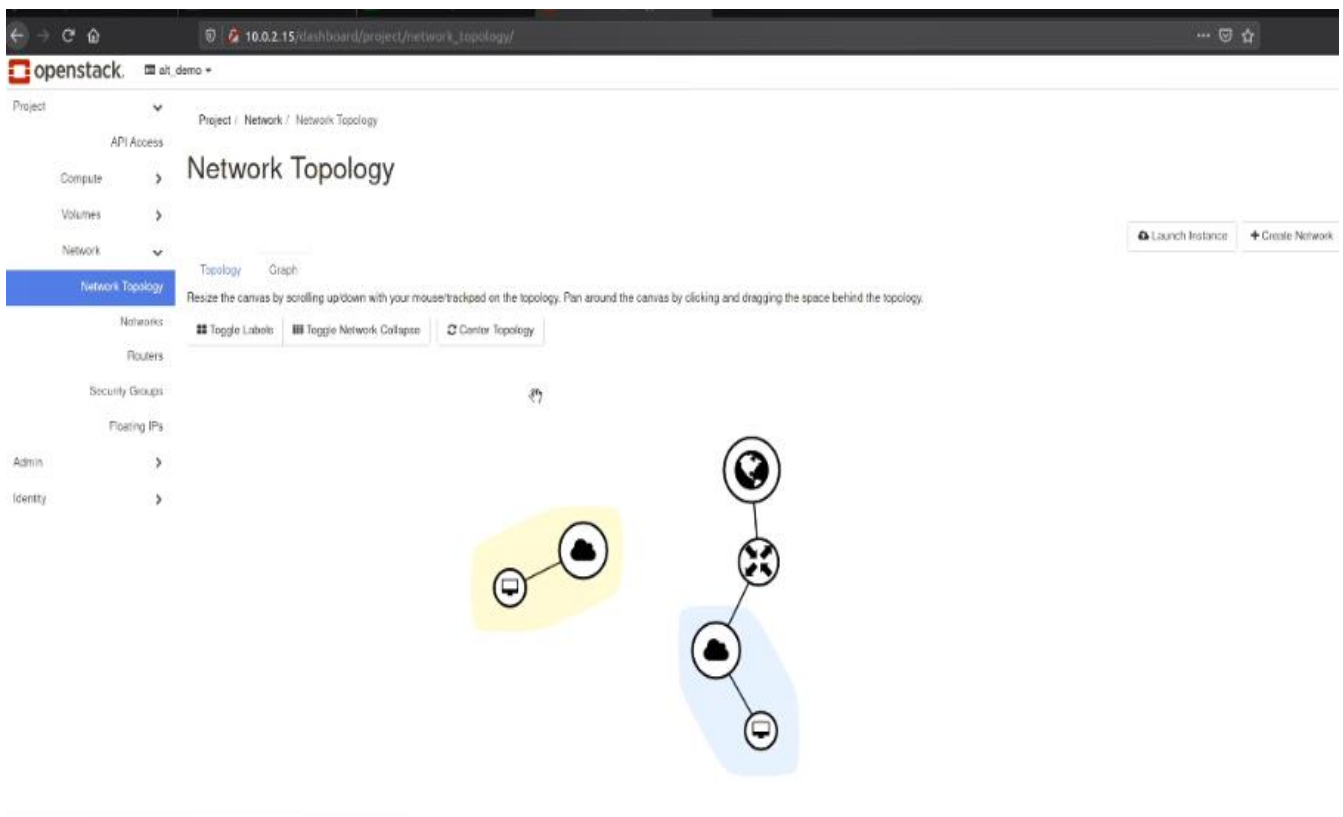 10.0.2.15/dashboard/project/network_topology/
openstack. alt_demo
Project
API Access
Compute
Volumes
Network
Network Topology
Networks
Routers
Security Groups
Floating IPs
Admin
Identity
Project / Network / Network Topology
Network Topology
Launch Instance + Create Network
Topology Graph
Resize the canvas by scrolling up/down with your mouse/trackpad on the topology. Pan around the canvas by clicking and dragging the space behind the topology.
Toggle Labels Toggle Network Collapse Center Topology